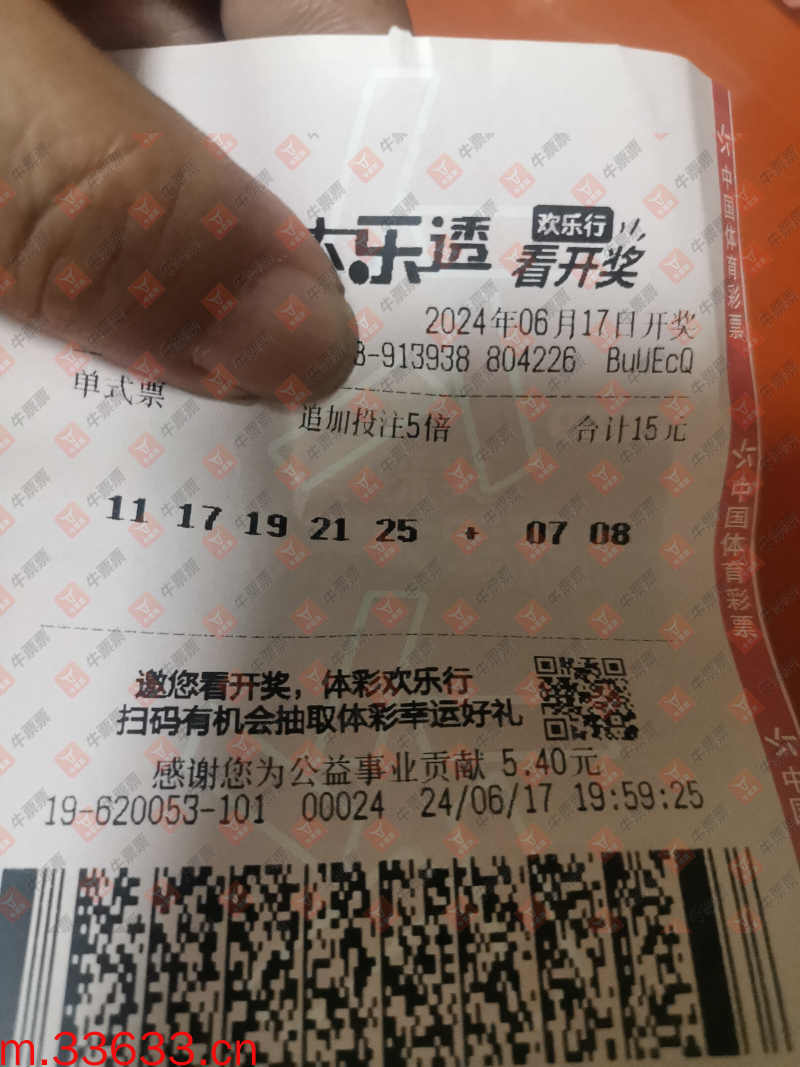 乐透 欢乐行
看开奖
2024年06月17日开奖
-913938 804226 BuUEcQ
单式票
追加投注5倍 合计15元
11 17 19 21 25 + 07 08
邀您看开奖，体彩欢乐行
扫码有机会抽取体彩幸运好礼
感谢您为公益事业贡献 5.40元
19-620053-101 00024 24/06/17 19:59:25
中国体育彩票
中国体育彩票
中
牛票票
m.33633.cn